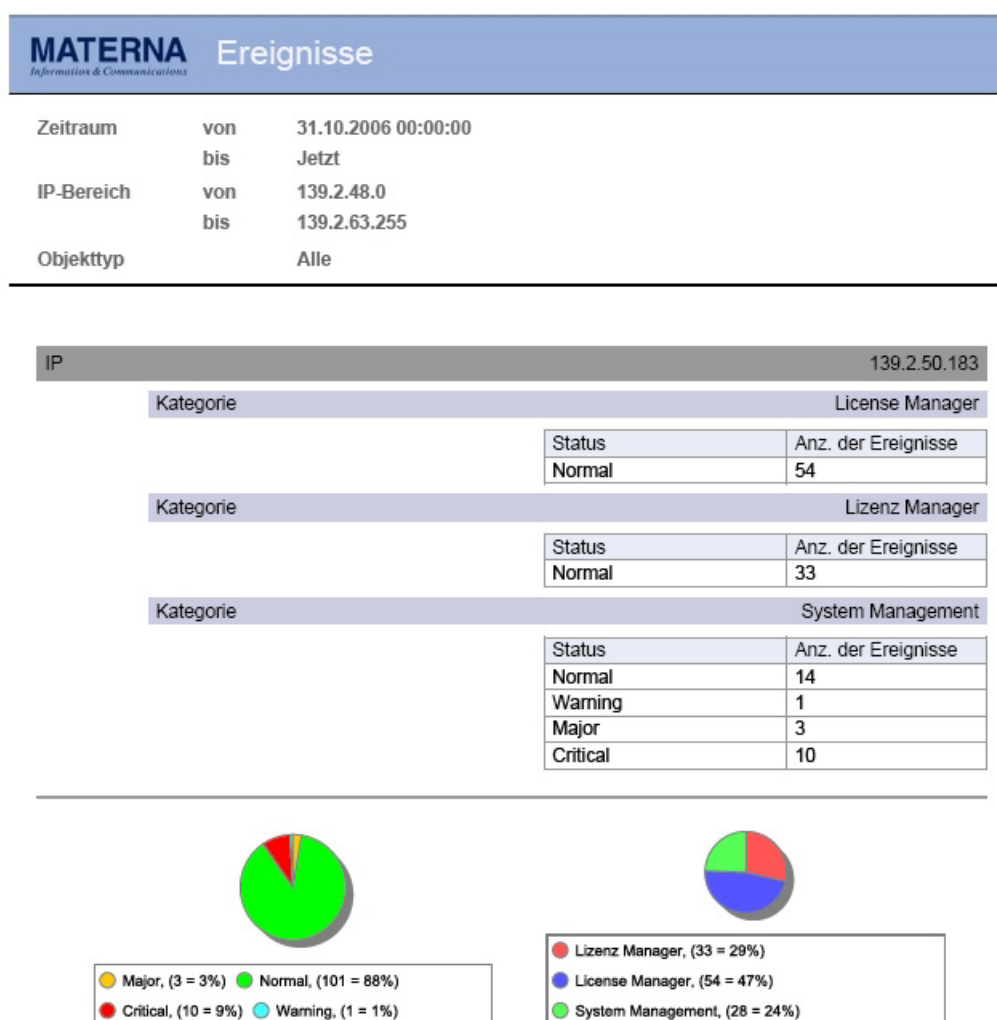 MATERNA Ereignisse
Information & Communications
Zeitraum von 31.10.2006 00:00:00
bis Jetzt
IP-Bereich von 139.2.48.0
bis 139.2.63.255
Objekttyp Alle
IP 139.2.50.183
Kategorie License Manager
Status Anz. der Ereignisse
Normal 54
Kategorie Lizenz Manager
Status Anz. der Ereignisse
Normal 33
Kategorie System Management
Status Anz. der Ereignisse
Normal 14
Warning 1
Major 3
Critical 10
Major, (3 = 3%) Normal, (101 = 88%)
Critical, (10 = 9%) Warning, (1 = 1%)
Lizenz Manager, (33 = 29%)
License Manager, (54 = 47%)
System Management, (28 = 24%)